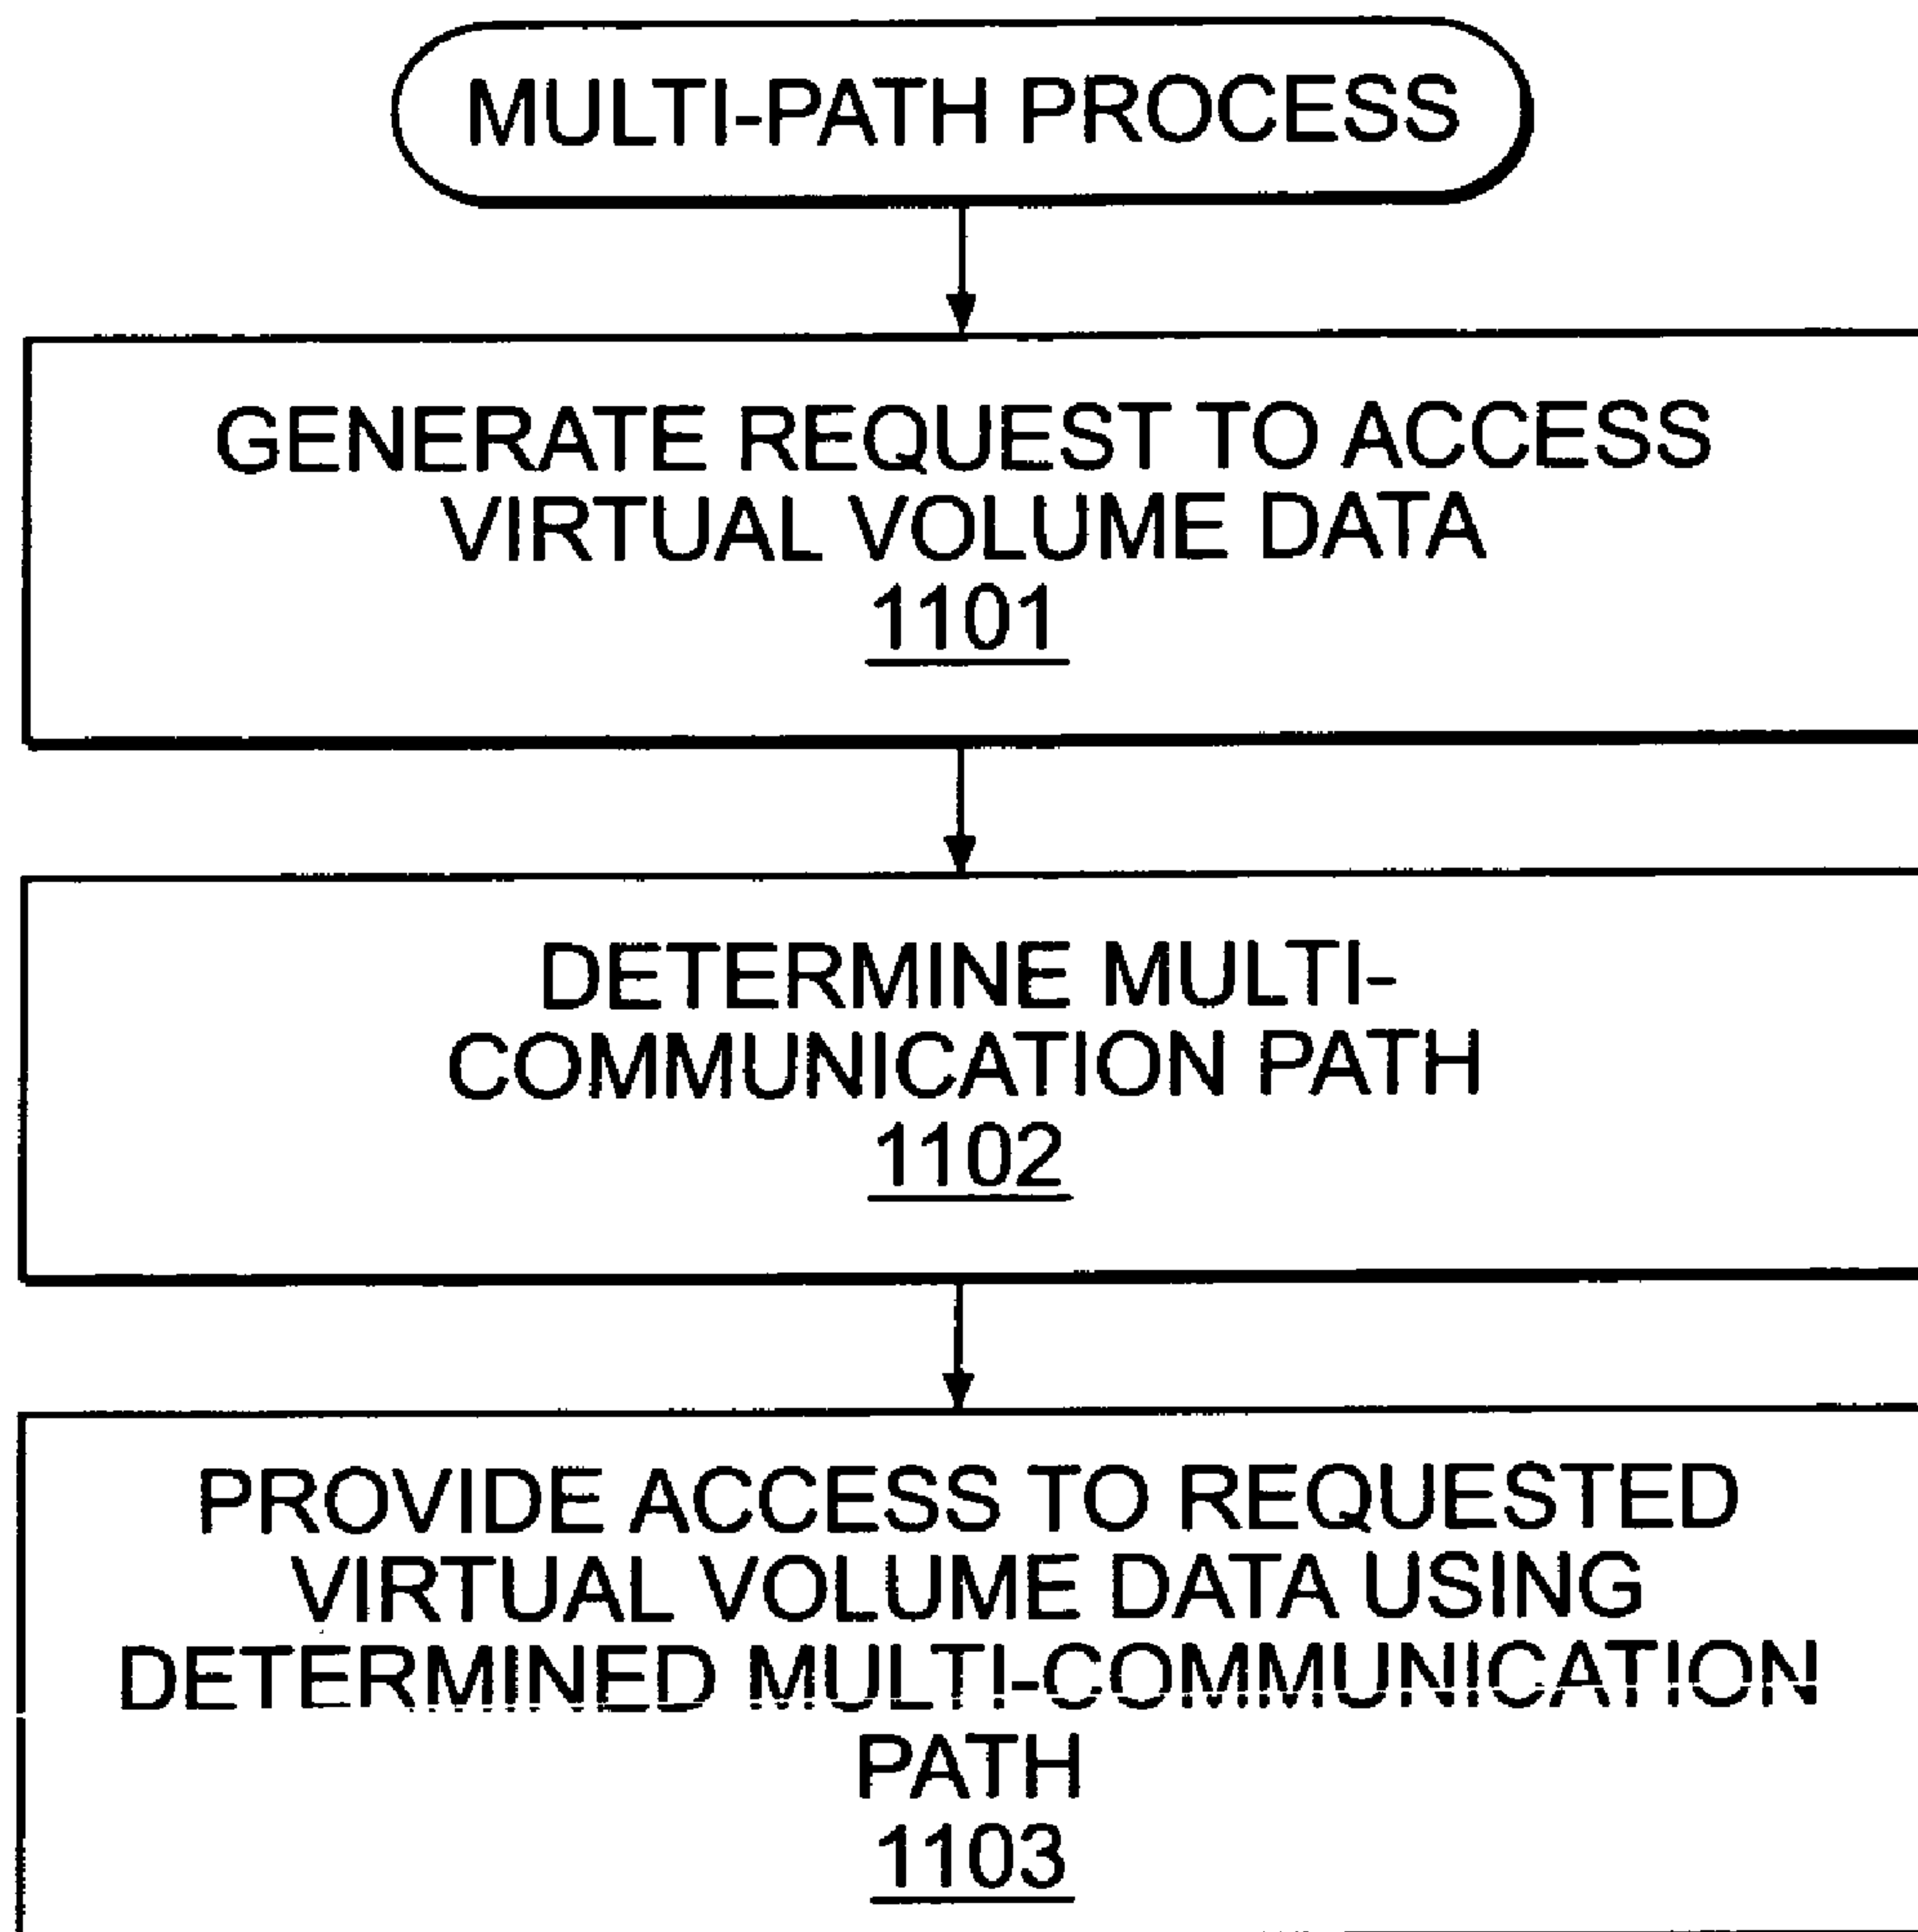 MULTI-PATH PROCESS
GENERATE REQUEST TO ACCESS
VIRTUAL VOLUME DATA
1101
DETERMINE MULTI-
COMMUNICATION PATH
1102
PROVIDE ACCESS TO REQUESTED
VIRTUAL VOLUME DATA USING
DETERMINED MULTI-COMMUNICATION
PATH
1103